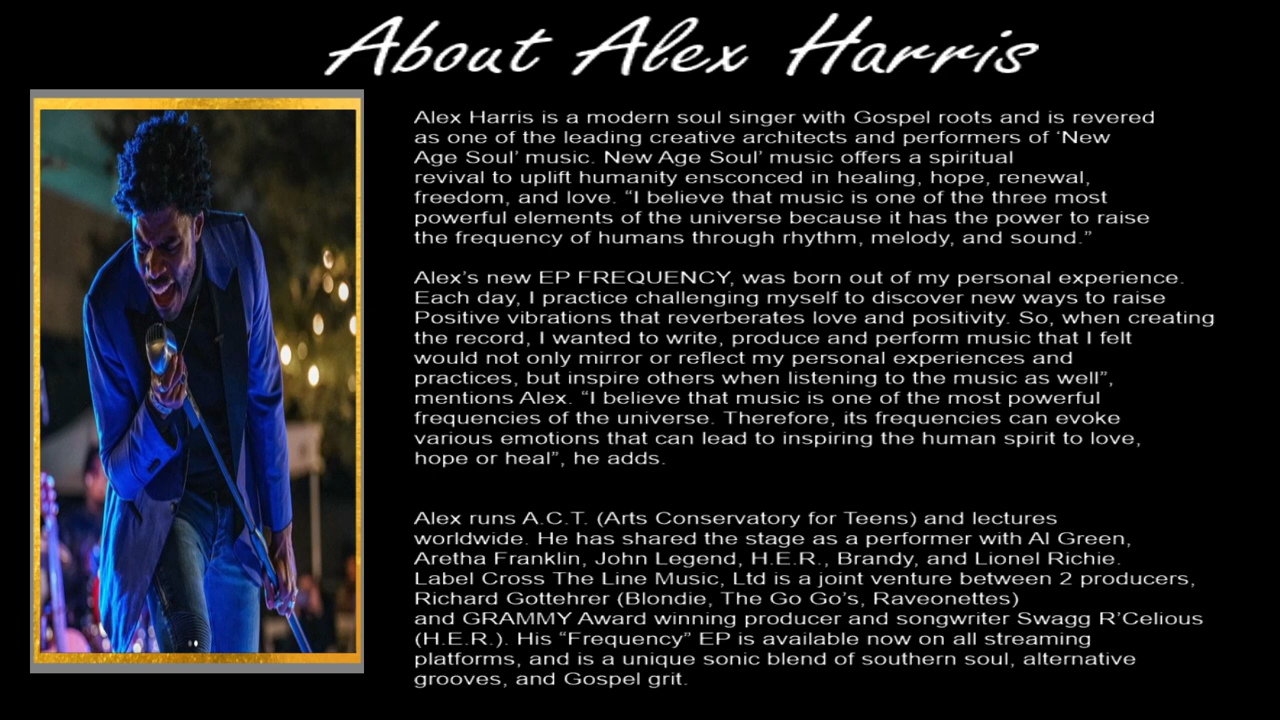 About Alex Harris
Alex Harris is a modern soul singer with Gospel roots and is revered
as one of the leading creative architects and performers of ‘New
Age Soul’ music. New Age Soul’ music offers a spiritual
revival to uplift humanity ensconced in healing, hope, renewal,
freedom, and love. “I believe that music is one of the three most
powerful elements of the universe because it has the power to raise
the frequency of humans through rhythm, melody, and sound.”
Alex’s new EP FREQUENCY, was born out of my personal experience.
Each day, I practice challenging myself to discover new ways to raise
Positive vibrations that reverberates love and positivity. So, when creating
the record, I wanted to write, produce and perform music that I felt
would not only mirror or reflect my personal experiences and
practices, but inspire others when listening to the music as well”,
mentions Alex. “I believe that music is one of the most powerful
frequencies of the universe. Therefore, its frequencies can evoke
various emotions that can lead to inspiring the human spirit to love,
hope or heal”, he adds.
Alex runs A.C.T. (Arts Conservatory for Teens) and lectures
worldwide. He has shared the stage as a performer with Al Green,
Aretha Franklin, John Legend, H.E.R., Brandy, and Lionel Richie.
Label Cross The Line Music, Ltd is a joint venture between 2 producers,
Richard Gottehrer (Blondie, The Go Go’s, Raveonettes)
and GRAMMY Award winning producer and songwriter Swagg R’Celious
(H.E.R.). His “Frequency” EP is available now on all streaming
platforms, and is a unique sonic blend of southern soul, alternative
grooves, and Gospel grit.